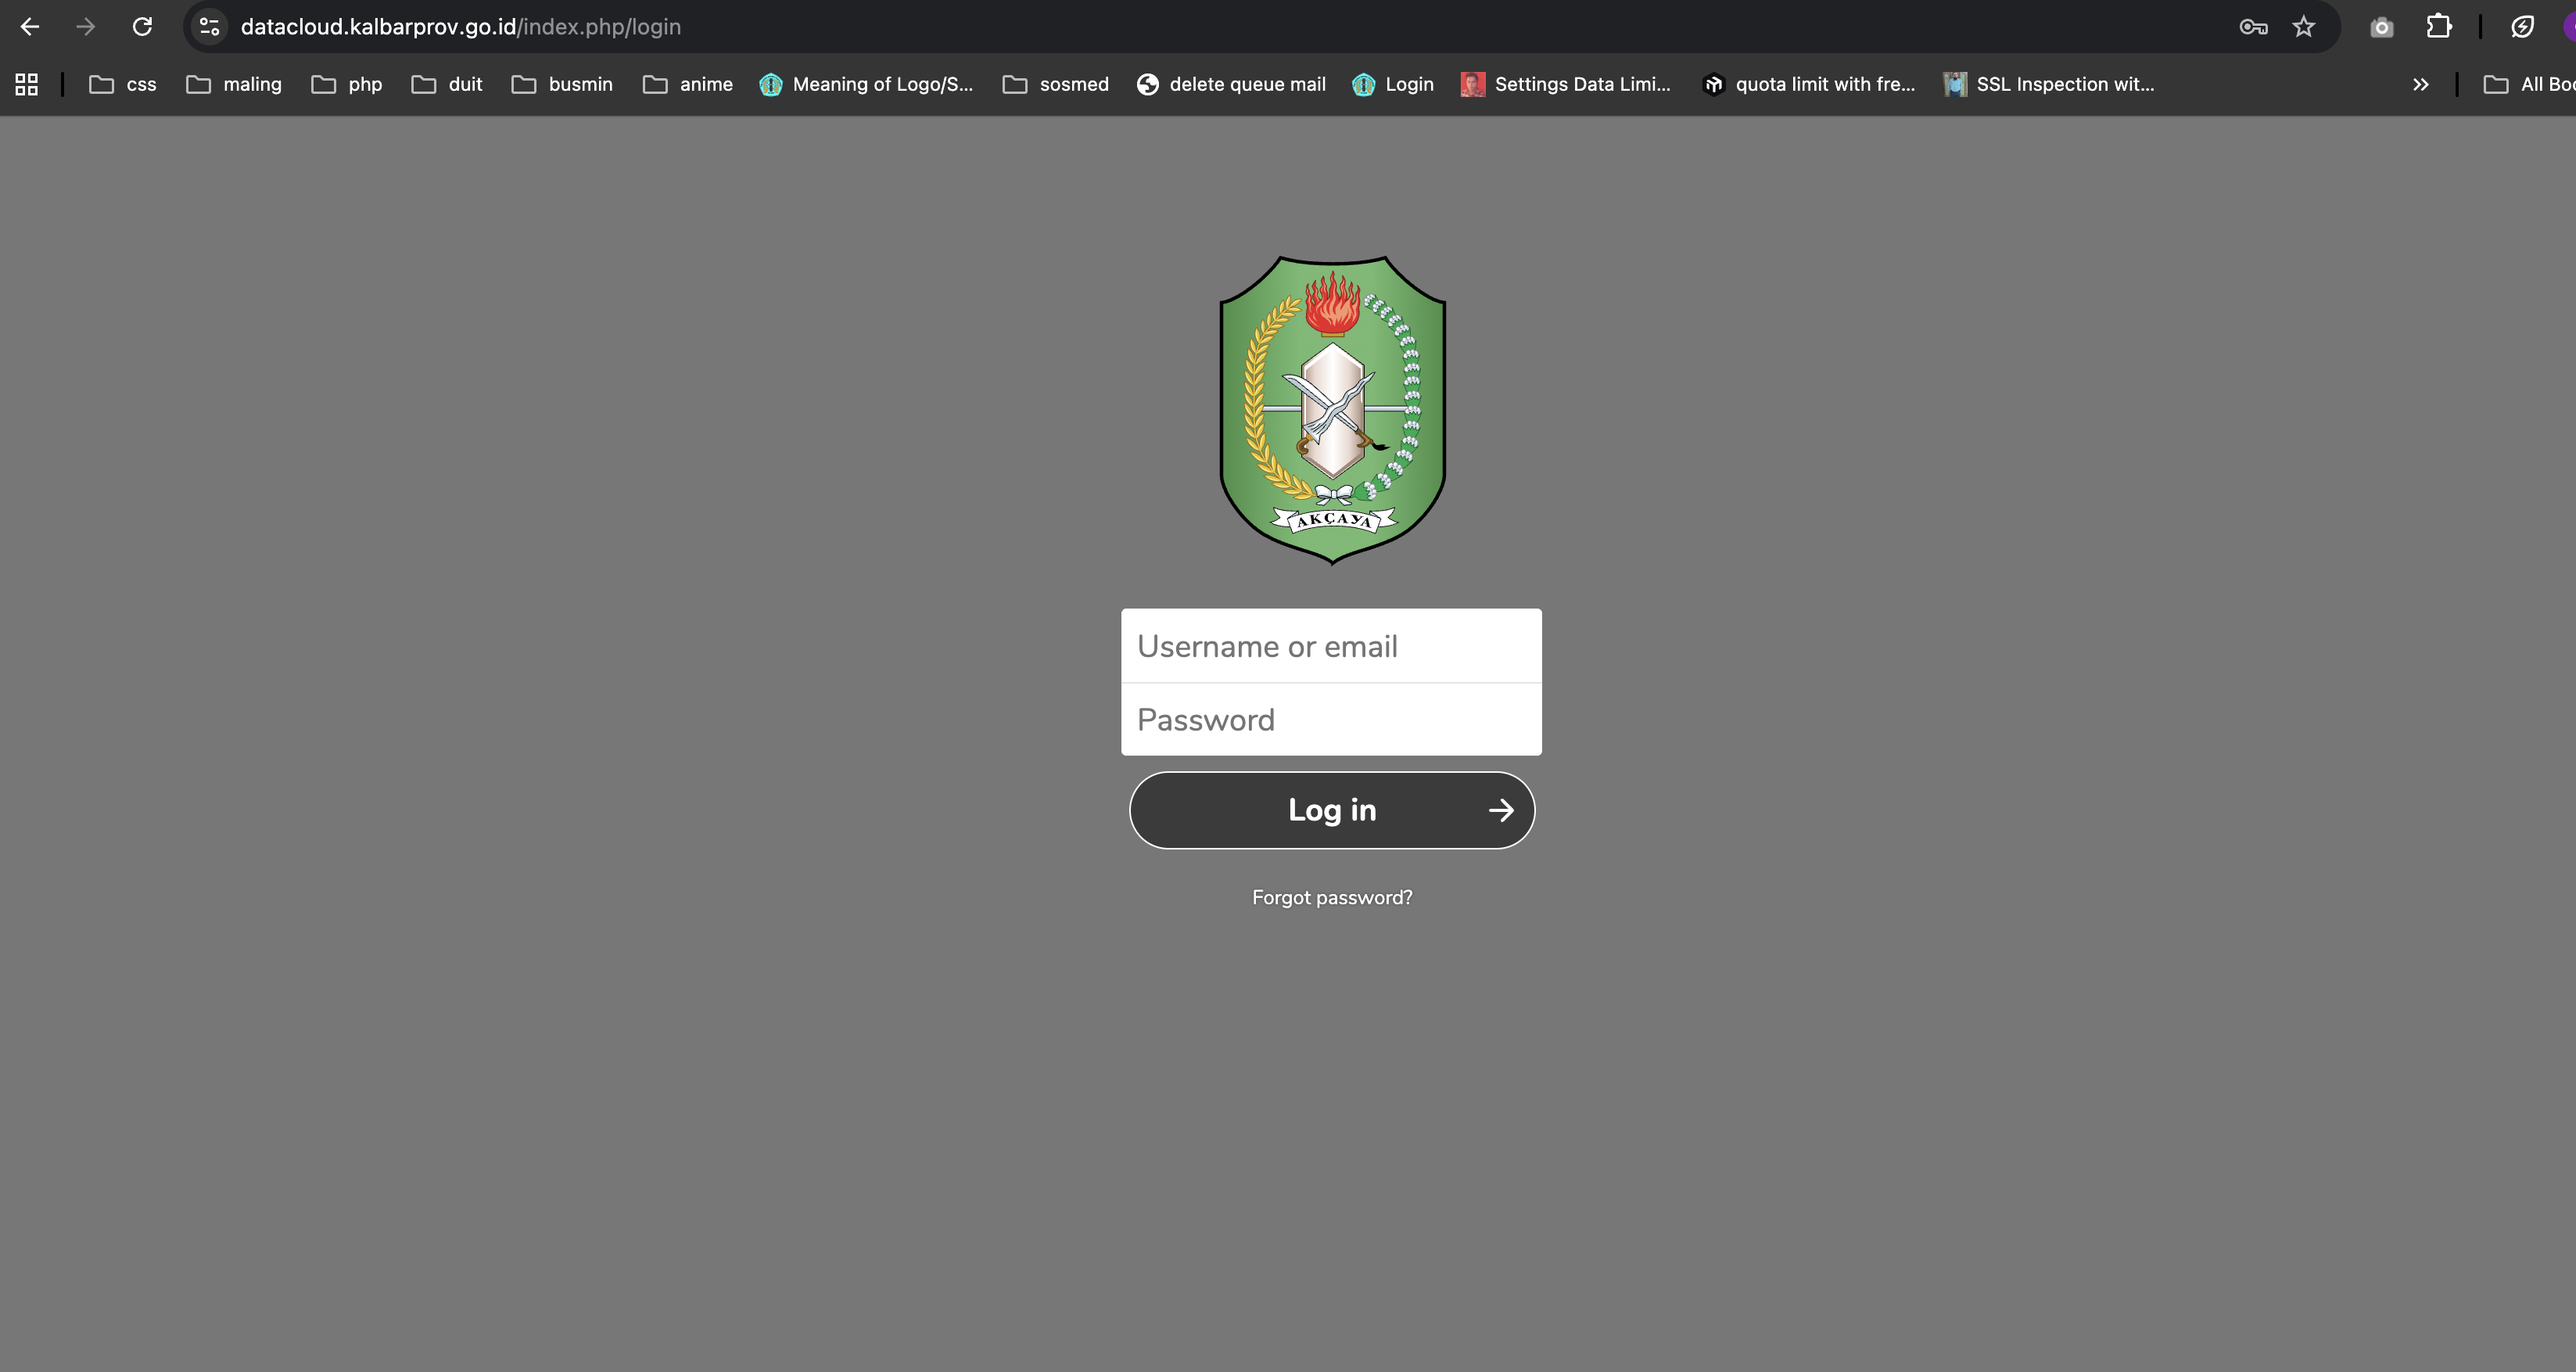 datacloud.kalbarprov.go.id/index.php/login
css maling php duit busmin anime Meaning of Logo/S... sosmed delete queue mail Login Settings Data Limi... quota limit with fre... SSL Inspection wit... All Boo
AKÇAYA
Username or email
Password
Log in
Forgot password?